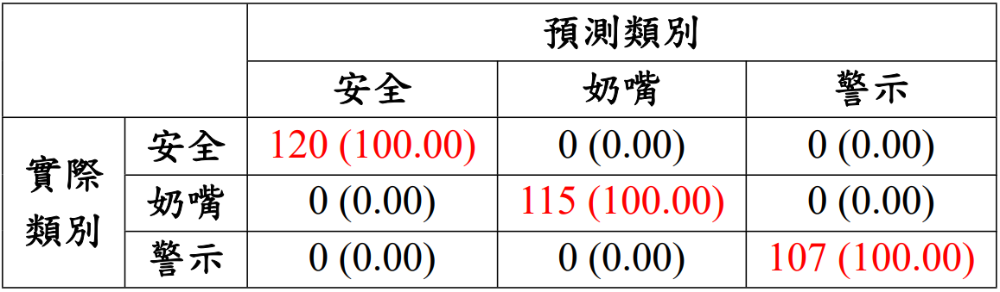 預測類別
安全 奶嘴 警示
實際類別
安全 120 (100.00) 0 (0.00) 0 (0.00)
奶嘴 0 (0.00) 115 (100.00) 0 (0.00)
警示 0 (0.00) 0 (0.00) 107 (100.00)